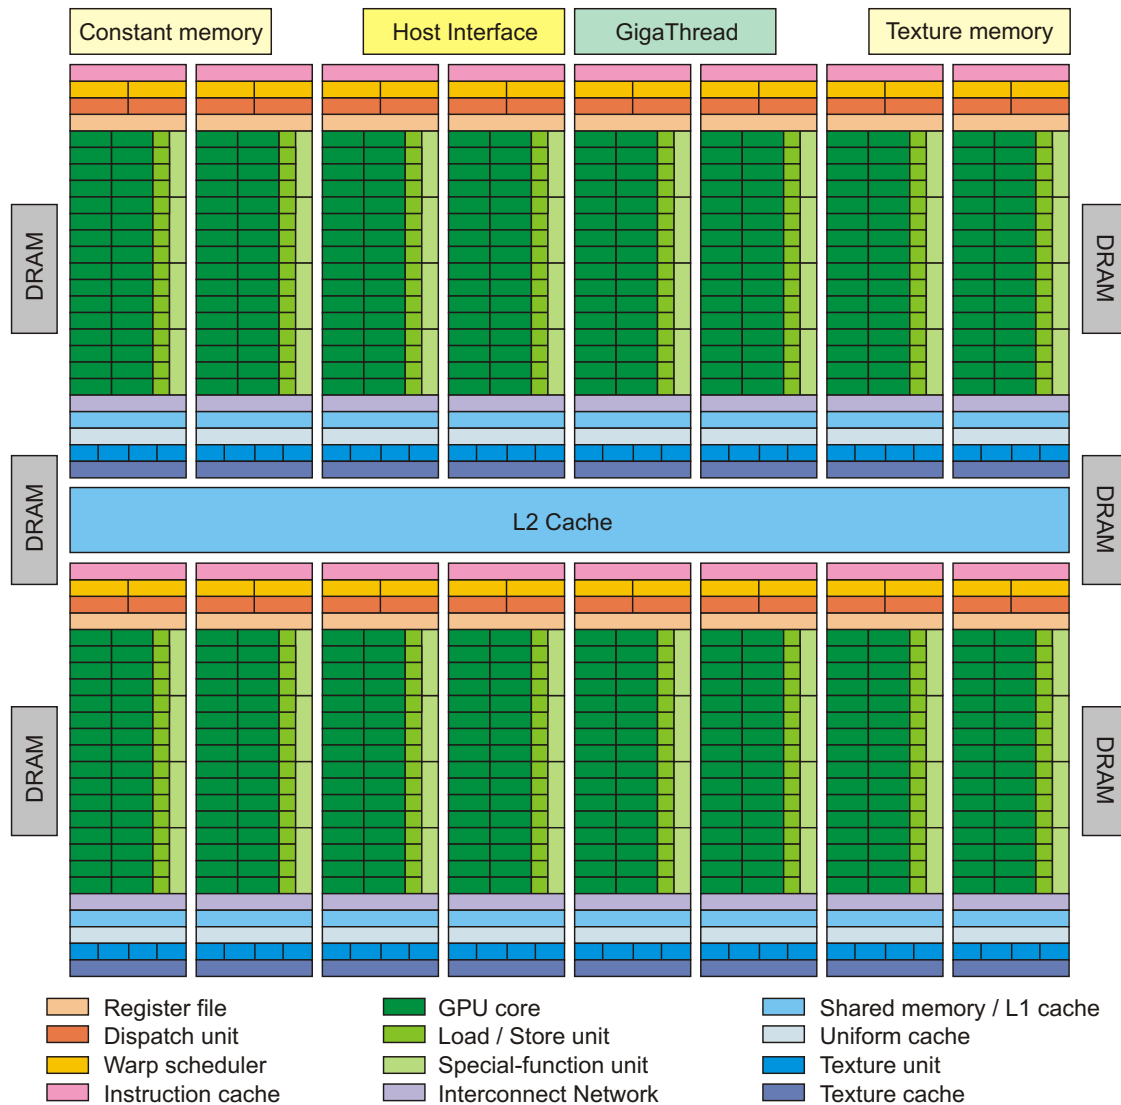 Constant memory
Host Interface
GigaThread
Texture memory
DRAM
DRAM
DRAM
DRAM
L2 Cache
DRAM
DRAM
Register file
GPU core
Shared memory / L1 cache
Dispatch unit
Load / Store unit
Uniform cache
Warp scheduler
Special-function unit
Texture unit
Instruction cache
Interconnect Network
Texture cache